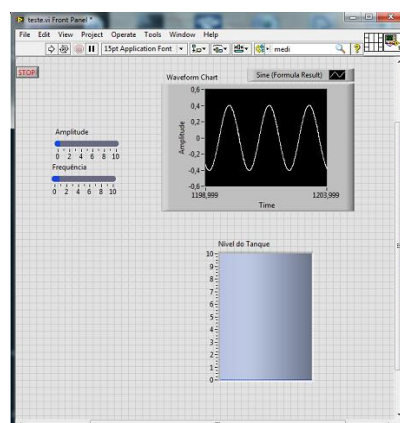 teste.vi Front Panel *
File Edit View Project Operate Tools Window Help
15pt Application Font
medi
STOP
Waveform Chart
Sine (Formula Result)
Amplitude
0,6
0,4
0,2
0
-0,2
-0,4
-0,6
1198,999
1203,999
Time
Amplitude
0 2 4 6 8 10
Frequência
0 2 4 6 8 10
Nível do Tanque
10
9
8
7
6
5
4
3
2
1
0